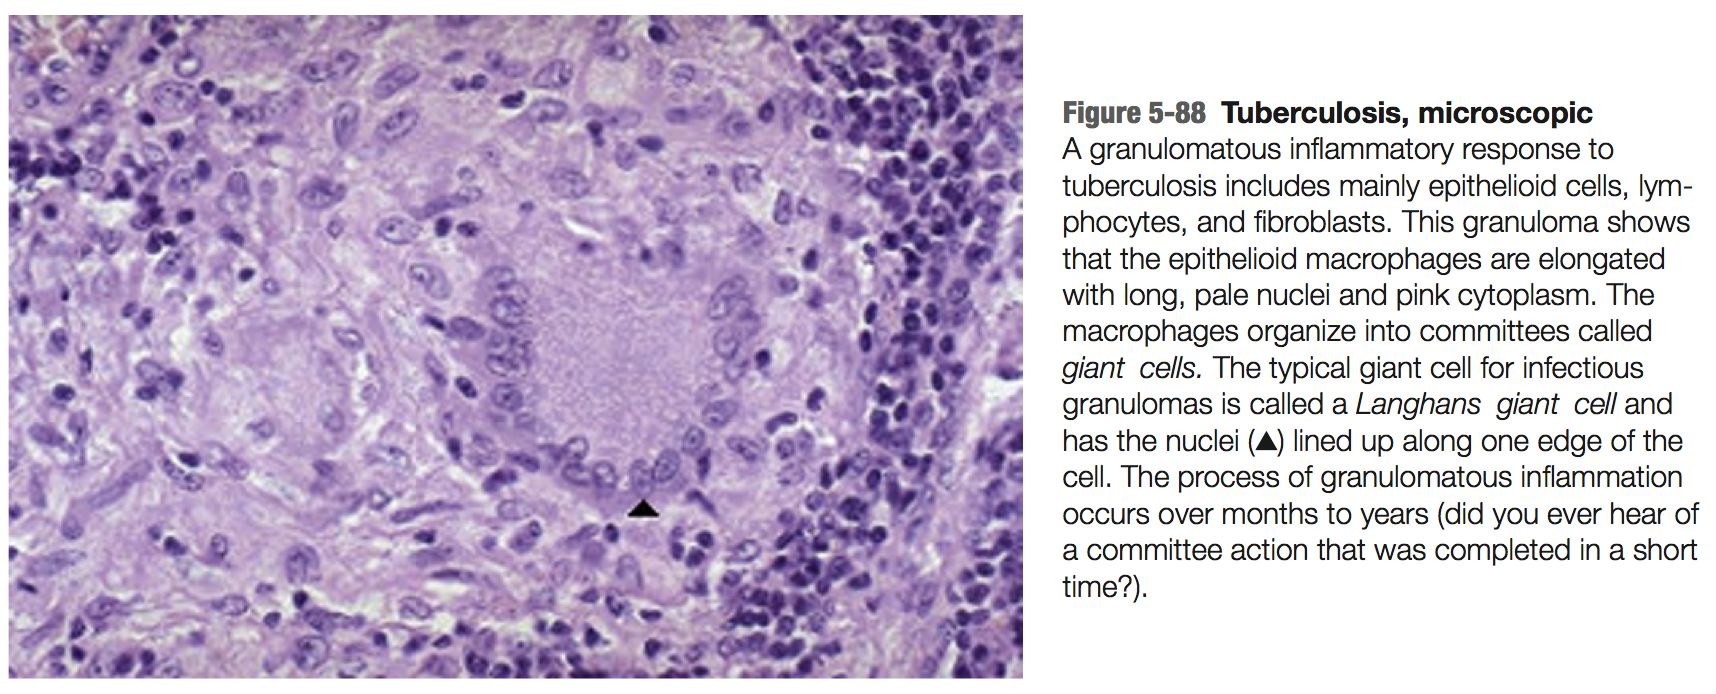 Figure 5-88 Tuberculosis, microscopic
A granulomatous inflammatory response to
tuberculosis includes mainly epithelioid cells, lym-
phocytes, and fibroblasts. This granuloma shows
that the epithelioid macrophages are elongated
with long, pale nuclei and pink cytoplasm. The
macrophages organize into committees called
giant cells. The typical giant cell for infectious
granulomas is called a Langhans giant cell and
has the nuclei (▲) lined up along one edge of the
cell. The process of granulomatous inflammation
occurs over months to years (did you ever hear of
a committee action that was completed in a short
time?).